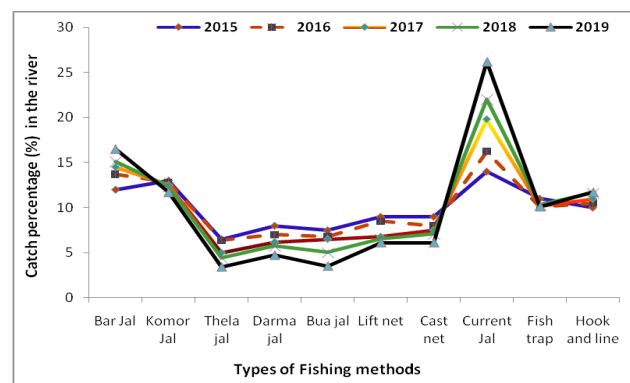 2015 2016 2017 2018 2019
Catch percentage (%) in the river
30
25
20
15
10
5
0
Bar Jal Komor Thela Darma Bua jal Lift net Cast Current Fish Hook
Jal jal jal net Jal trap and line
Types of Fishing methods